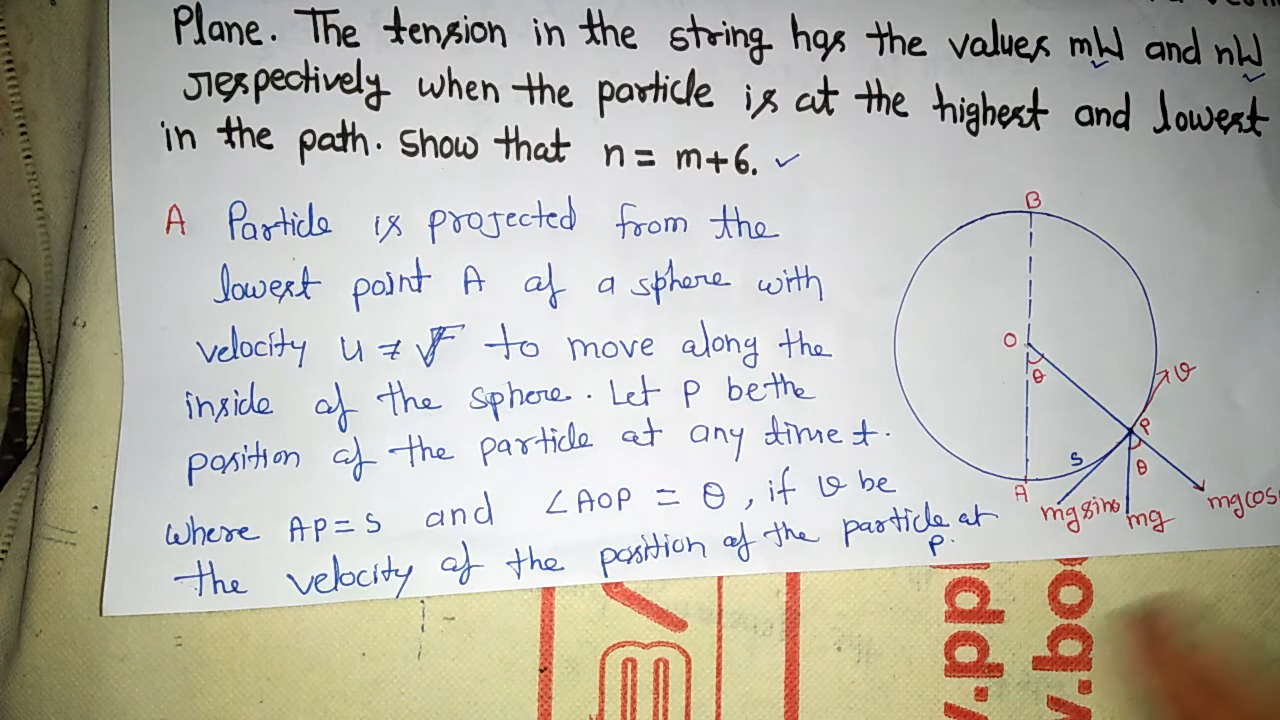 Plane. The tension in the string has the values mW and nW
respectively when the particle is at the highest and lowest
in the path. Show that n = m+6.
A Particle is projected from the
lowest point A of a sphere with
velocity u ≠ to move along the
inside of the sphere. Let P be the
position of the particle at any time t.
where AP = s and ∠AOP = θ, if v be
the velocity of the position of the particle at
P.
B
O
θ
v
P
s
θ
A
mg sinθ
mg
mg cos
www.pp
.bo